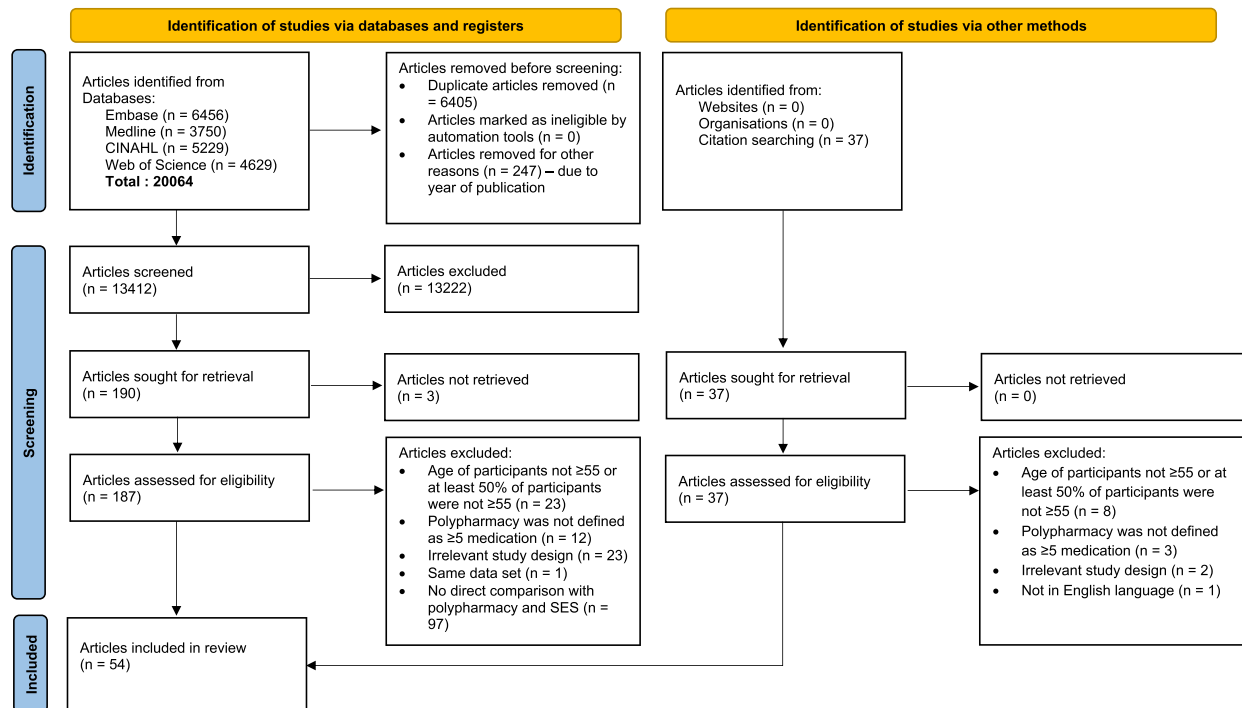 Identification of studies via databases and registers
Identification of studies via other methods
Identification
Articles identified from
Databases:
Embase (n = 6456)
Medline (n = 3750)
CINAHL (n = 5229)
Web of Science (n = 4629)
Total : 20064
Articles removed before screening:
• Duplicate articles removed (n
= 6405)
• Articles marked as ineligible by
automation tools (n = 0)
• Articles removed for other
reasons (n = 247) – due to
year of publication
Articles identified from:
Websites (n = 0)
Organisations (n = 0)
Citation searching (n = 37)
Screening
Articles screened
(n = 13412)
Articles excluded
(n = 13222)
Articles sought for retrieval
(n = 190)
Articles not retrieved
(n = 3)
Articles sought for retrieval
(n = 37)
Articles not retrieved
(n = 0)
Articles assessed for eligibility
(n = 187)
Articles excluded:
• Age of participants not ≥55 or
at least 50% of participants
were not ≥55 (n = 23)
• Polypharmacy was not defined
as ≥5 medication (n = 12)
• Irrelevant study design (n = 23)
• Same data set (n = 1)
• No direct comparison with
polypharmacy and SES (n =
97)
Articles assessed for eligibility
(n = 37)
Articles excluded:
• Age of participants not ≥55 or at
least 50% of participants were
not ≥55 (n = 8)
• Polypharmacy was not defined
as ≥5 medication (n = 3)
• Irrelevant study design (n = 2)
• Not in English language (n = 1)
Included
Articles included in review
(n = 54)